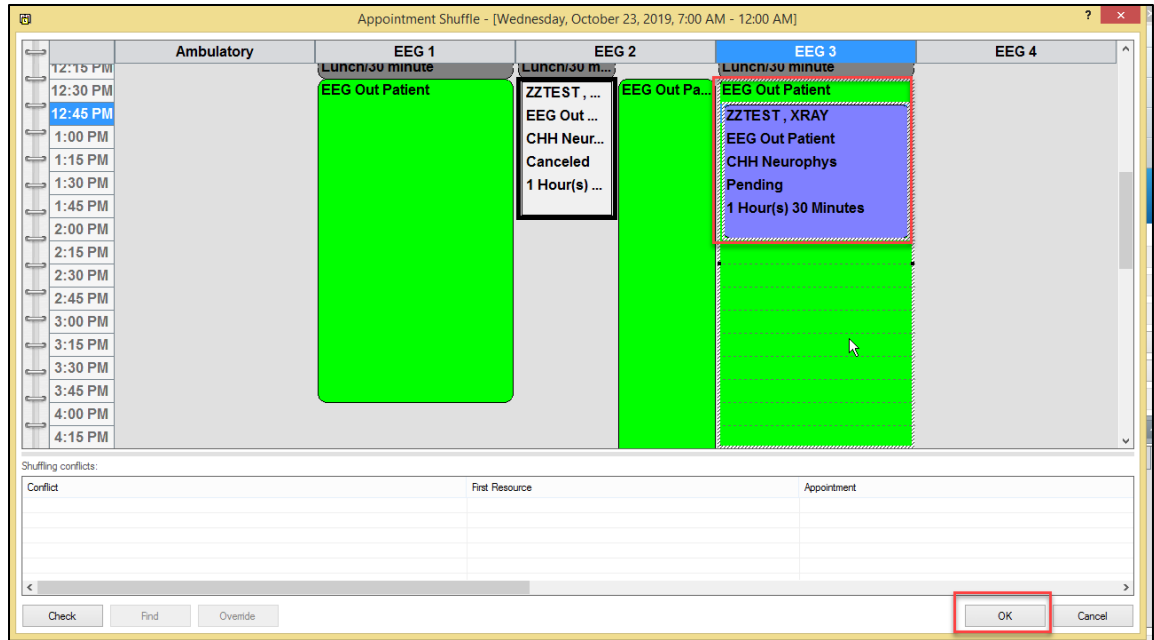 Appointment Shuffle - [Wednesday, October 23, 2019, 7:00 AM - 12:00 AM]
? ×
Ambulatory EEG 1 EEG 2 EEG 3 EEG 4
12:15 PM Lunch/30 minute Lunch/30 m... Lunch/30 minute
12:30 PM EEG Out Patient ZZTEST , ... EEG Out Pa... EEG Out Patient
12:45 PM EEG Out ... ZZTEST , XRAY
1:00 PM CHH Neur... EEG Out Patient
1:15 PM Canceled CHH Neurophys
1:30 PM 1 Hour(s) ... Pending
1:45 PM 1 Hour(s) 30 Minutes
2:00 PM
2:15 PM
2:30 PM
2:45 PM
3:00 PM
3:15 PM
3:30 PM
3:45 PM
4:00 PM
4:15 PM
Shuffling conflicts:
Conflict First Resource Appointment
Check Find Override OK Cancel